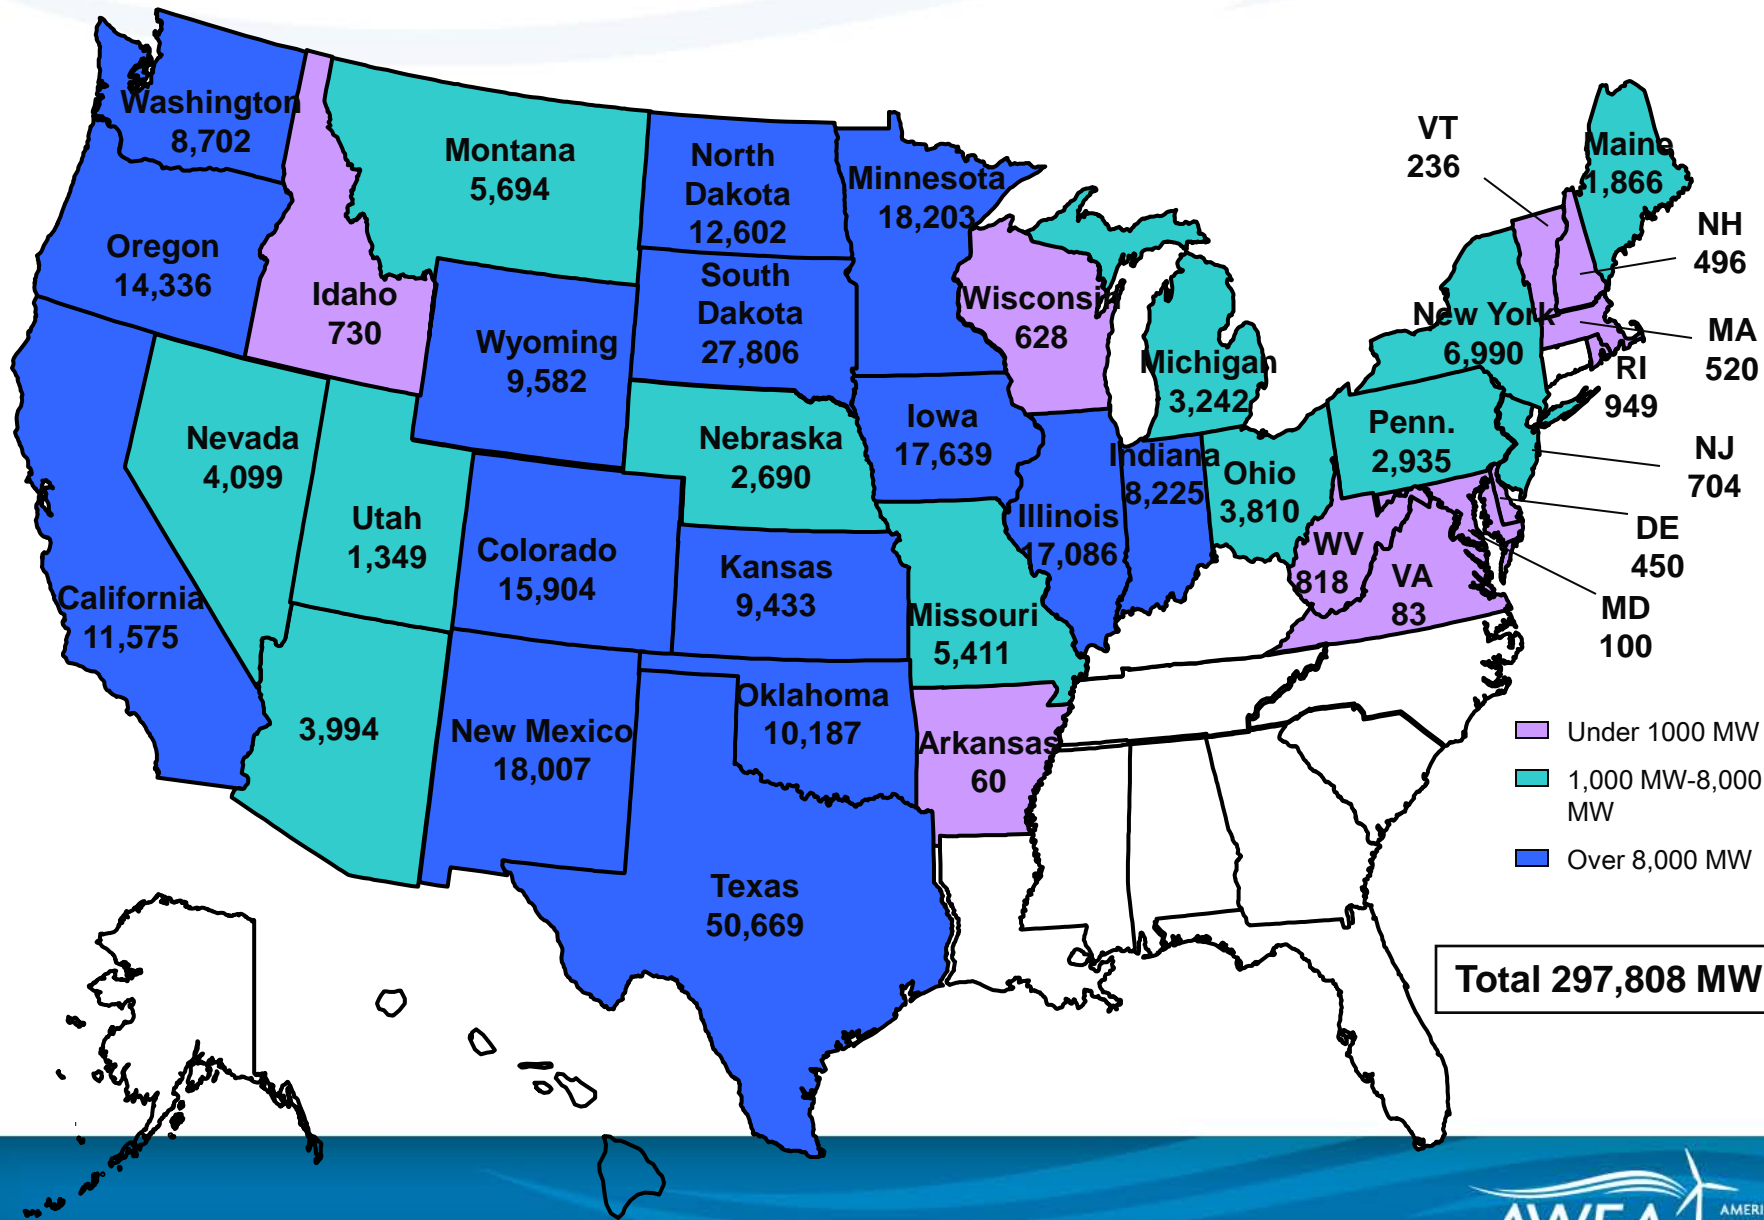 Washington
8,702
Montana
5,694
North
Dakota
12,602
Minnesota
18,203
VT
236
Maine
1,866
NH
496
Oregon
14,336
Idaho
730
Wyoming
9,582
South
Dakota
27,806
Wisconsi
628
Michigan
3,242
New York
6,990
MA
520
RI
949
Nevada
4,099
Utah
1,349
Nebraska
2,690
Iowa
17,639
Illinois
17,086
Indiana
8,225
Ohio
3,810
Penn.
2,935
NJ
704
DE
450
MD
100
California
11,575
Colorado
15,904
Kansas
9,433
Missouri
5,411
WV
818
VA
83
3,994
New Mexico
18,007
Oklahoma
10,187
Arkansas
60
Texas
50,669
Under 1000 MW
1,000 MW-8,000
MW
Over 8,000 MW
Total 297,808 MW
AWEA
AMERI